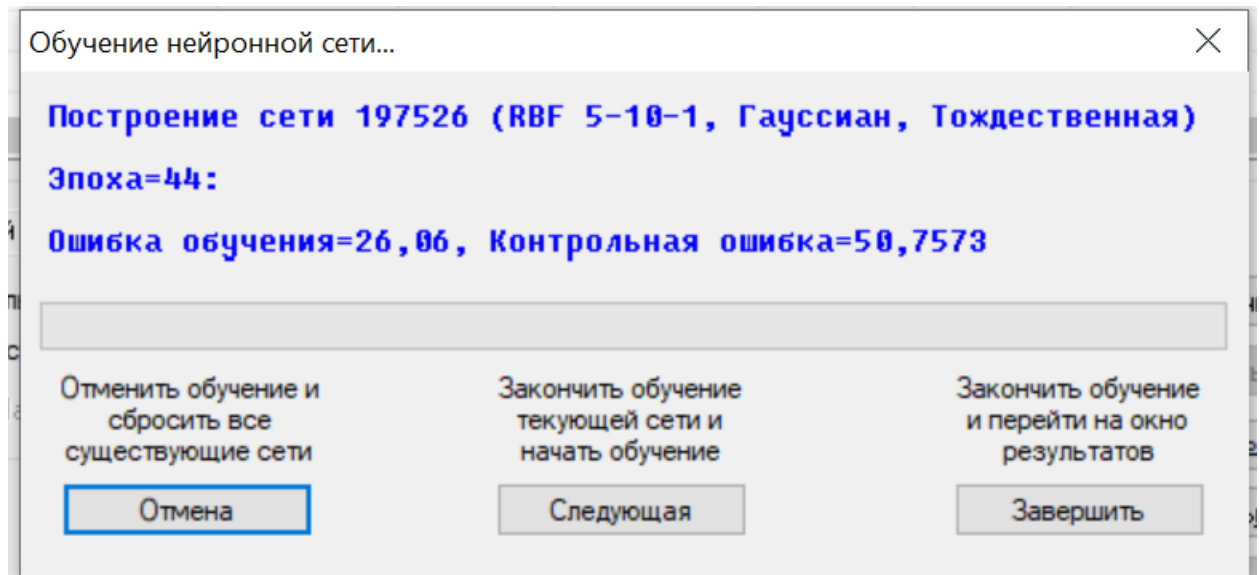 Обучение нейронной сети...
Построение сети 197526 (RBF 5-10-1, Гауссиан, Тождественная)
Эпоха=44:
Ошибка обучения=26,06, Контрольная ошибка=50,7573
Отменить обучение и
сбросить все
существующие сети
Закончить обучение
текущей сети и
начать обучение
Закончить обучение
и перейти на окно
результатов
Отмена
Следующая
Завершить